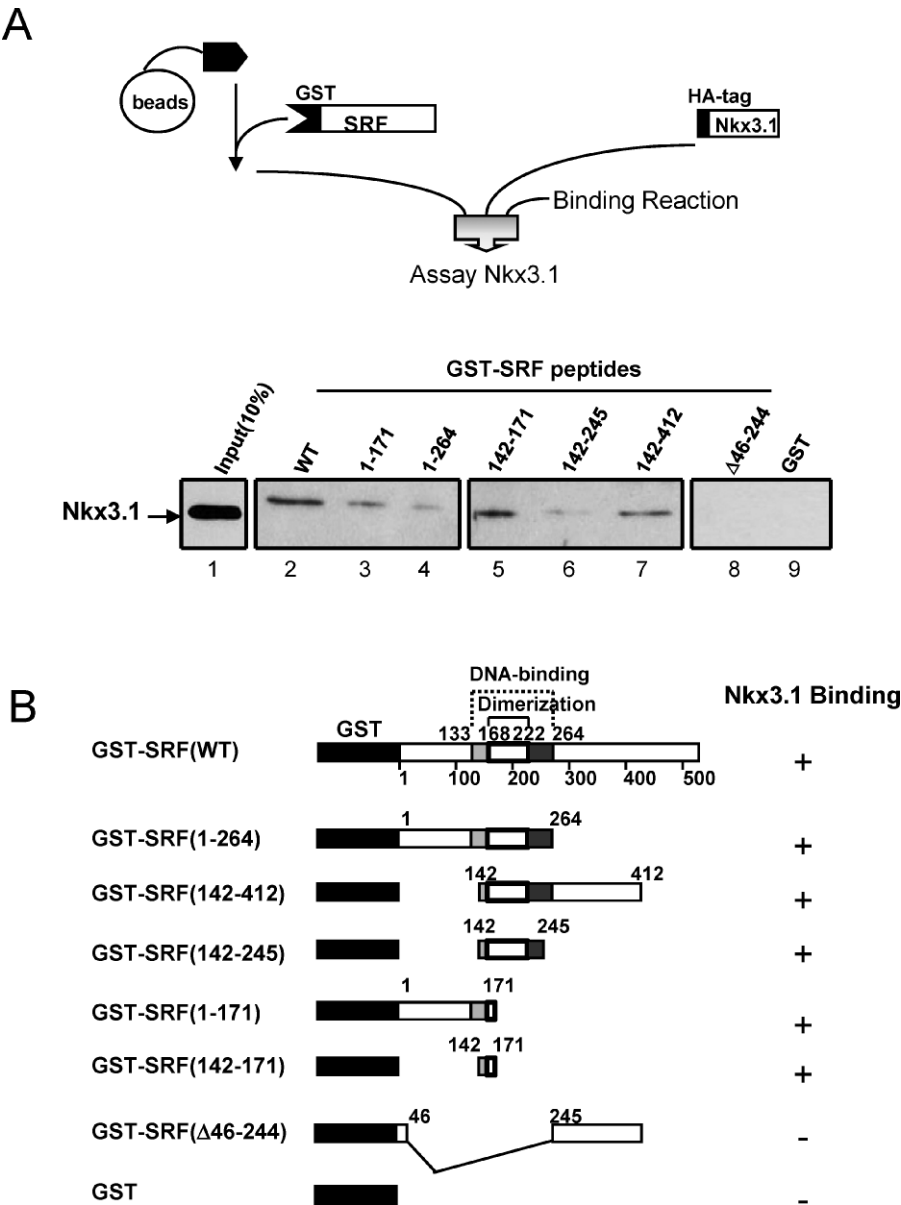 A
beads
GST
SRF
HA-tag
Nkx3.1
Binding Reaction
Assay Nkx3.1
GST-SRF peptides
Input(10%)
WT
1-171
1-264
142-171
142-245
142-412
Δ46-244
GST
Nkx3.1
1 2 3 4 5 6 7 8 9
B
DNA-binding
Nkx3.1 Binding
Dimerization
GST
133 168 222 264
GST-SRF(WT)
+
1 100 200 300 400 500
1 264
GST-SRF(1-264)
+
142 412
GST-SRF(142-412)
+
142 245
GST-SRF(142-245)
+
1 171
GST-SRF(1-171)
+
142 171
GST-SRF(142-171)
+
46 245
GST-SRF(Δ46-244)
-
GST
-